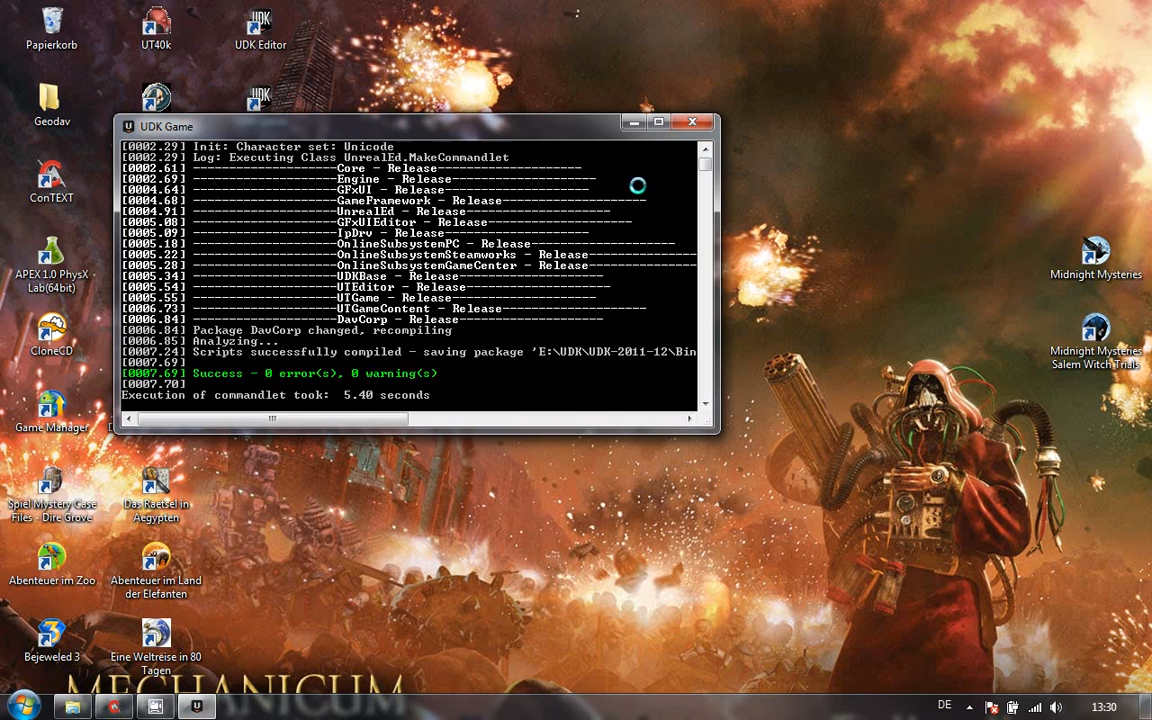 Papierkorb
UT40k
UDK Editor
Geodav
ConTEXT
APEX 1.0 PhysX
Lab(64bit)
CloneCD
Game Manager
Spiel Mystery Case
Files - Dire Grove
Das Raetsel in
Aegypten
Abenteuer im Zoo
Abenteuer im Land
der Elefanten
Bejeweled 3
Eine Weltreise in 80
Tagen
UDK Game
[0002.29] Init: Character set: Unicode
[0002.29] Log: Executing Class UnrealEd.MakeCommandlet
[0002.61] --------------------Core - Release--------------------
[0002.69] --------------------Engine - Release--------------------
[0004.64] --------------------GFxUI - Release--------------------
[0004.68] --------------------GameFramework - Release--------------------
[0004.91] --------------------UnrealEd - Release--------------------
[0005.08] --------------------GFxUIEditor - Release--------------------
[0005.09] --------------------IpDrv - Release--------------------
[0005.18] --------------------OnlineSubsystemPC - Release--------------------
[0005.22] --------------------OnlineSubsystemSteamworks - Release---------------
[0005.28] --------------------OnlineSubsystemGameCenter - Release---------------
[0005.34] --------------------UDKBase - Release--------------------
[0005.54] --------------------UTEditor - Release--------------------
[0005.55] --------------------UTGame - Release--------------------
[0006.73] --------------------UTGameContent - Release--------------------
[0006.84] --------------------DavCorp - Release--------------------
[0006.84] Package DavCorp changed, recompiling
[0006.85] Analyzing...
[0007.24] Scripts successfully compiled - saving package 'E:\UDK\UDK-2011-12\Bin
[0007.69]
[0007.69] Success - 0 error(s), 0 warning(s)
[0007.70]
Execution of commandlet took:  5.40 seconds
Midnight Mysteries
Midnight Mysteries
Salem Witch Trials
MECHANICUM
DE
13:30